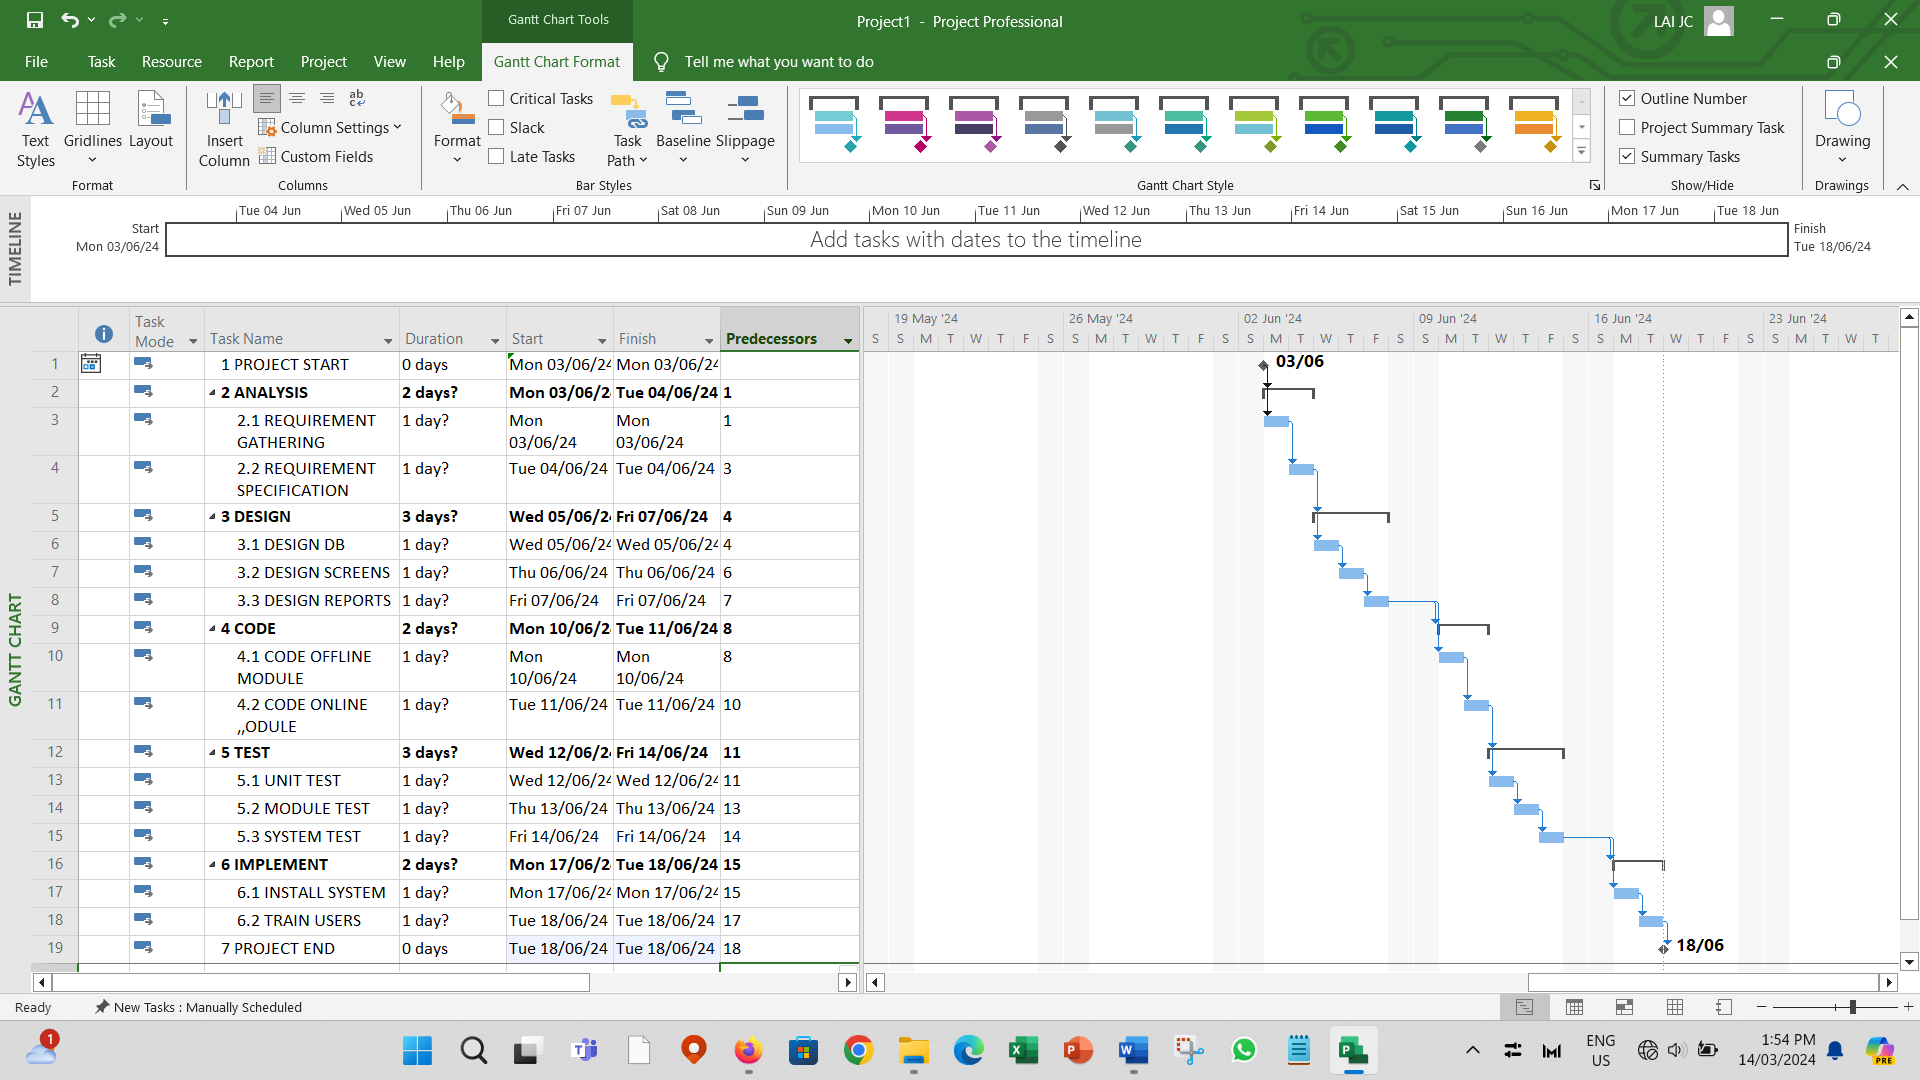 Gantt Chart Tools
Project1 - Project Professional
LAI JC
File Task Resource Report Project View Help Gantt Chart Format Tell me what you want to do
Text Styles
Gridlines
Layout
Format
Insert Column
abc
Column Settings
Custom Fields
Columns
Format
Critical Tasks
Slack
Late Tasks
Task Path
Baseline
Slippage
Bar Styles
Gantt Chart Style
Outline Number
Project Summary Task
Summary Tasks
Show/Hide
Drawing
Drawings
TIMELINE
Tue 04 Jun Wed 05 Jun Thu 06 Jun Fri 07 Jun Sat 08 Jun Sun 09 Jun Mon 10 Jun Tue 11 Jun Wed 12 Jun Thu 13 Jun Fri 14 Jun Sat 15 Jun Sun 16 Jun Mon 17 Jun Tue 18 Jun
Start
Mon 03/06/24
Add tasks with dates to the timeline
Finish
Tue 18/06/24
GANTT CHART
Task Mode Task Name Duration Start Finish Predecessors
19 May '24 26 May '24 02 Jun '24 09 Jun '24 16 Jun '24 23 Jun '24
S S M T W T F S S M T W T F S S M T W T F S S M T W T F S S M T W T F S S M T W T
1 1 PROJECT START 0 days Mon 03/06/24 Mon 03/06/24
2 2 ANALYSIS 2 days? Mon 03/06/2 Tue 04/06/24 1
3 2.1 REQUIREMENT GATHERING 1 day? Mon 03/06/24 Mon 03/06/24 1
4 2.2 REQUIREMENT SPECIFICATION 1 day? Tue 04/06/24 Tue 04/06/24 3
5 3 DESIGN 3 days? Wed 05/06/24 Fri 07/06/24 4
6 3.1 DESIGN DB 1 day? Wed 05/06/24 Wed 05/06/24 4
7 3.2 DESIGN SCREENS 1 day? Thu 06/06/24 Thu 06/06/24 6
8 3.3 DESIGN REPORTS 1 day? Fri 07/06/24 Fri 07/06/24 7
9 4 CODE 2 days? Mon 10/06/2 Tue 11/06/24 8
10 4.1 CODE OFFLINE MODULE 1 day? Mon 10/06/24 Mon 10/06/24 8
11 4.2 CODE ONLINE ,,ODULE 1 day? Tue 11/06/24 Tue 11/06/24 10
12 5 TEST 3 days? Wed 12/06/24 Fri 14/06/24 11
13 5.1 UNIT TEST 1 day? Wed 12/06/24 Wed 12/06/24 11
14 5.2 MODULE TEST 1 day? Thu 13/06/24 Thu 13/06/24 13
15 5.3 SYSTEM TEST 1 day? Fri 14/06/24 Fri 14/06/24 14
16 6 IMPLEMENT 2 days? Mon 17/06/2 Tue 18/06/24 15
17 6.1 INSTALL SYSTEM 1 day? Mon 17/06/24 Mon 17/06/24 15
18 6.2 TRAIN USERS 1 day? Tue 18/06/24 Tue 18/06/24 17
19 7 PROJECT END 0 days Tue 18/06/24 Tue 18/06/24 18
03/06
18/06
Ready New Tasks : Manually Scheduled
1
ENG
US
1:54 PM
14/03/2024
PRE